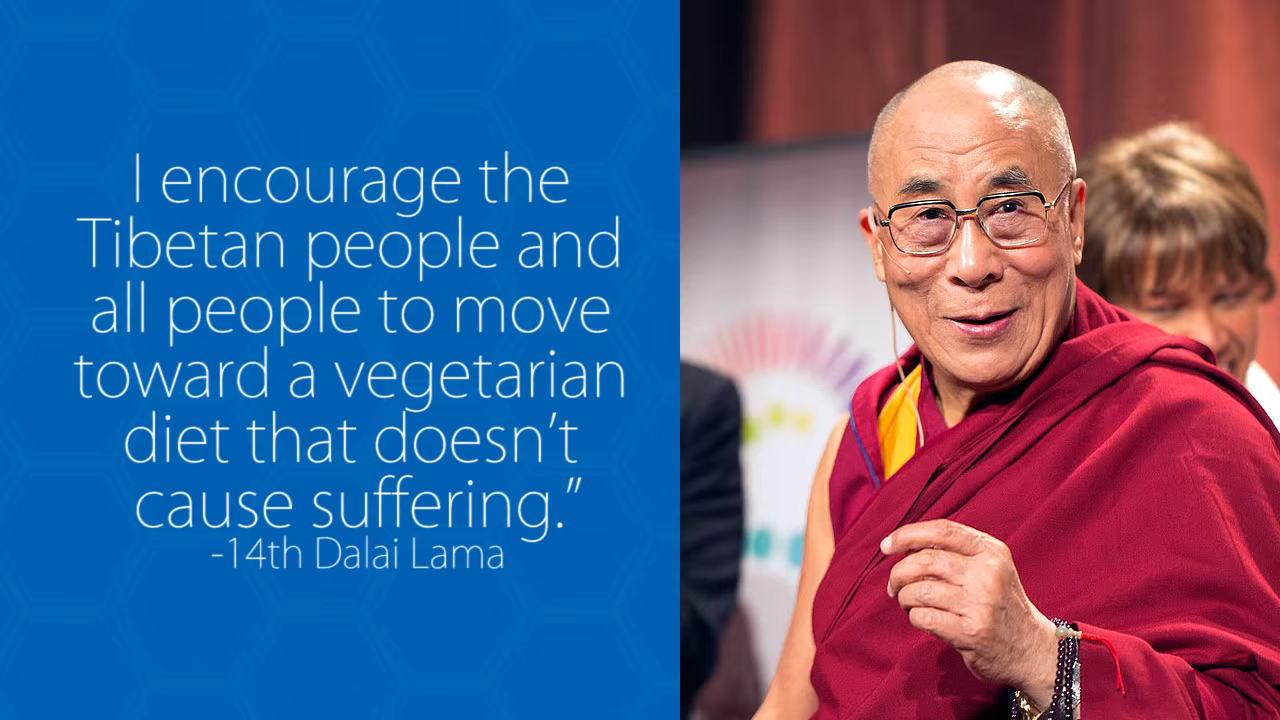 I encourage the
Tibetan people and
all people to move
toward a vegetarian
diet that doesn’t
cause suffering.”
-14th Dalai Lama